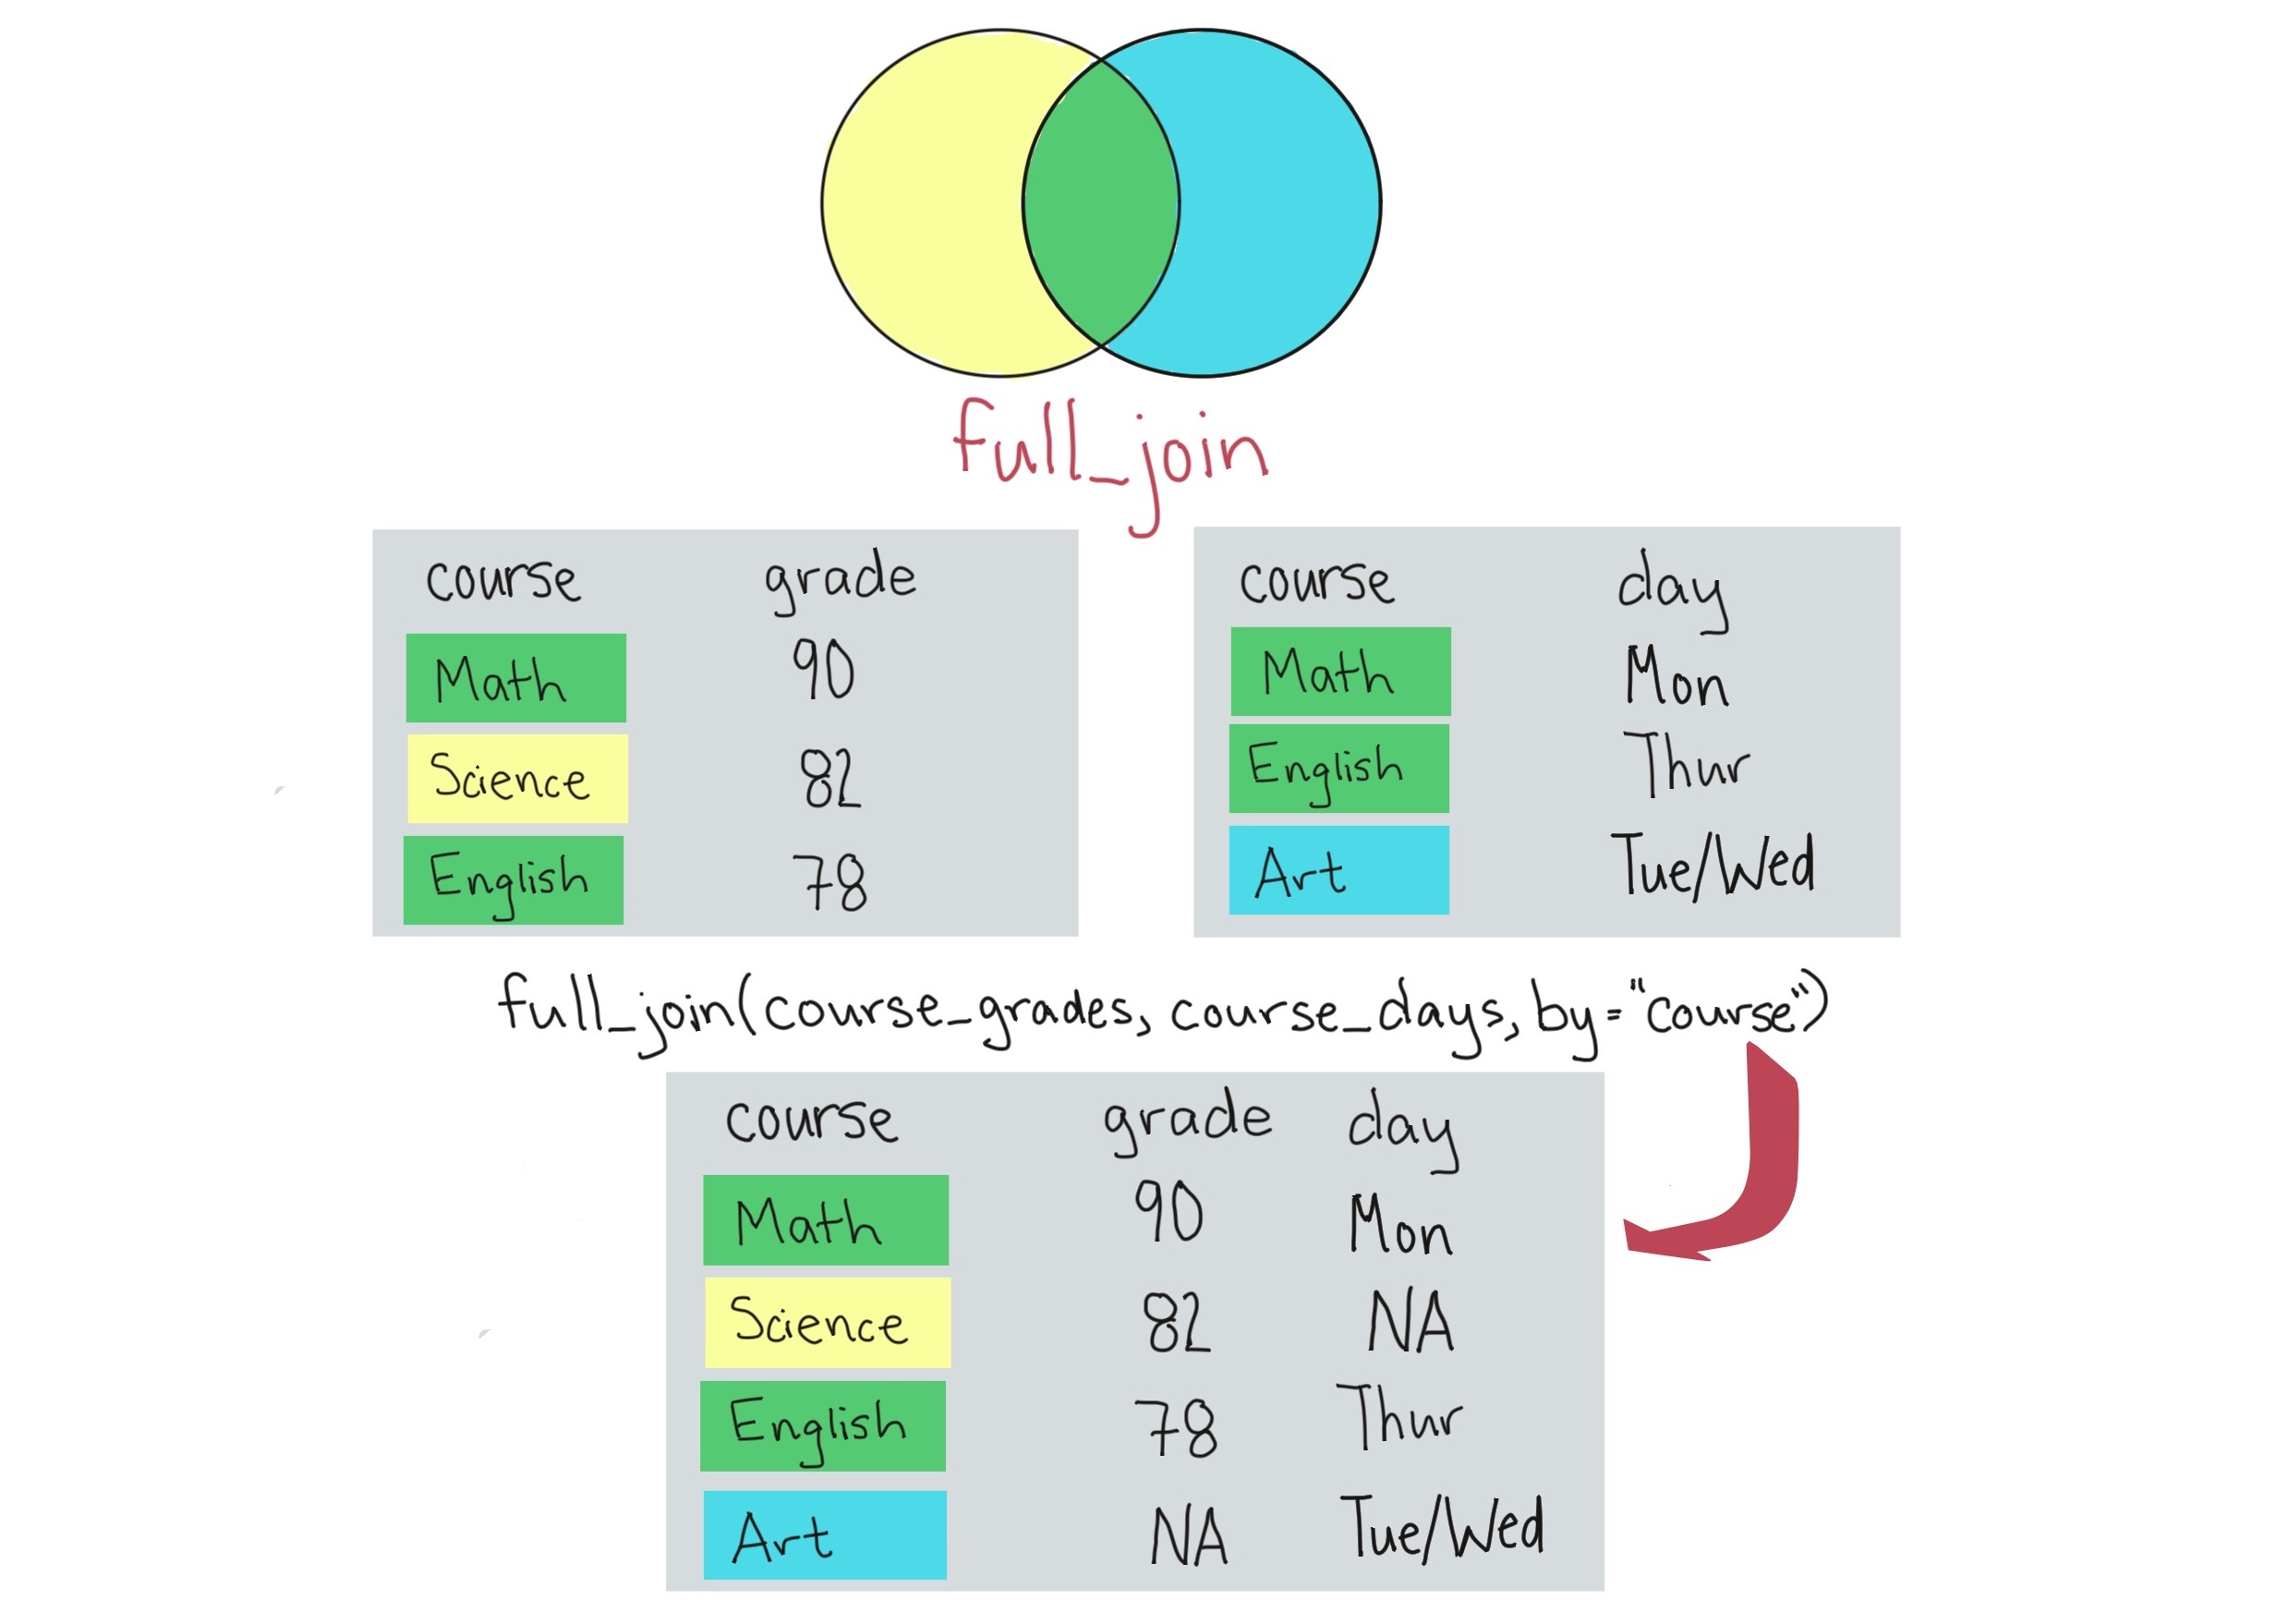 full_join
course grade
Math 90
Science 82
English 78
course day
Math Mon
English Thur
Art Tue/Wed
full_join(course_grades, course_days, by="course")
course grade day
Math 90 Mon
Science 82 NA
English 78 Thur
Art NA Tue/Wed